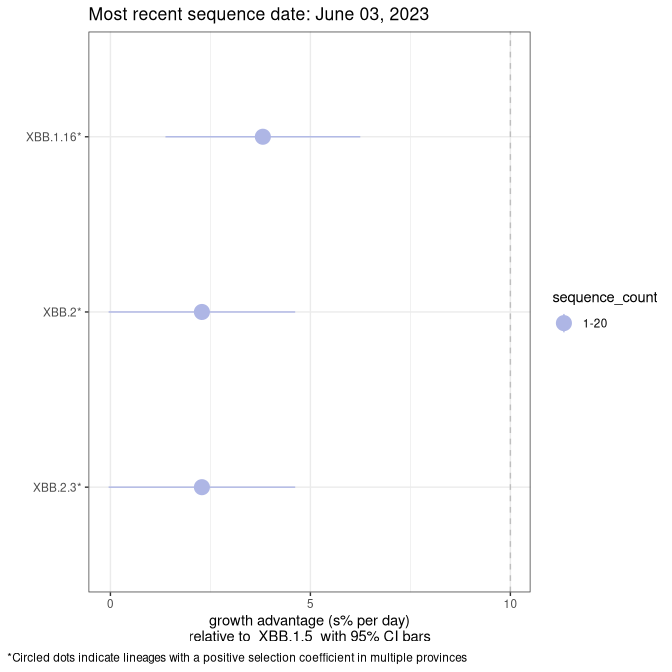 Most recent sequence date: June 03, 2023
XBB.1.16*
XBB.2*
XBB.2.3*
sequence_count
1-20
0
5
10
growth advantage (s% per day)
relative to  XBB.1.5  with 95% CI bars
*Circled dots indicate lineages with a positive selection coefficient in multiple provinces